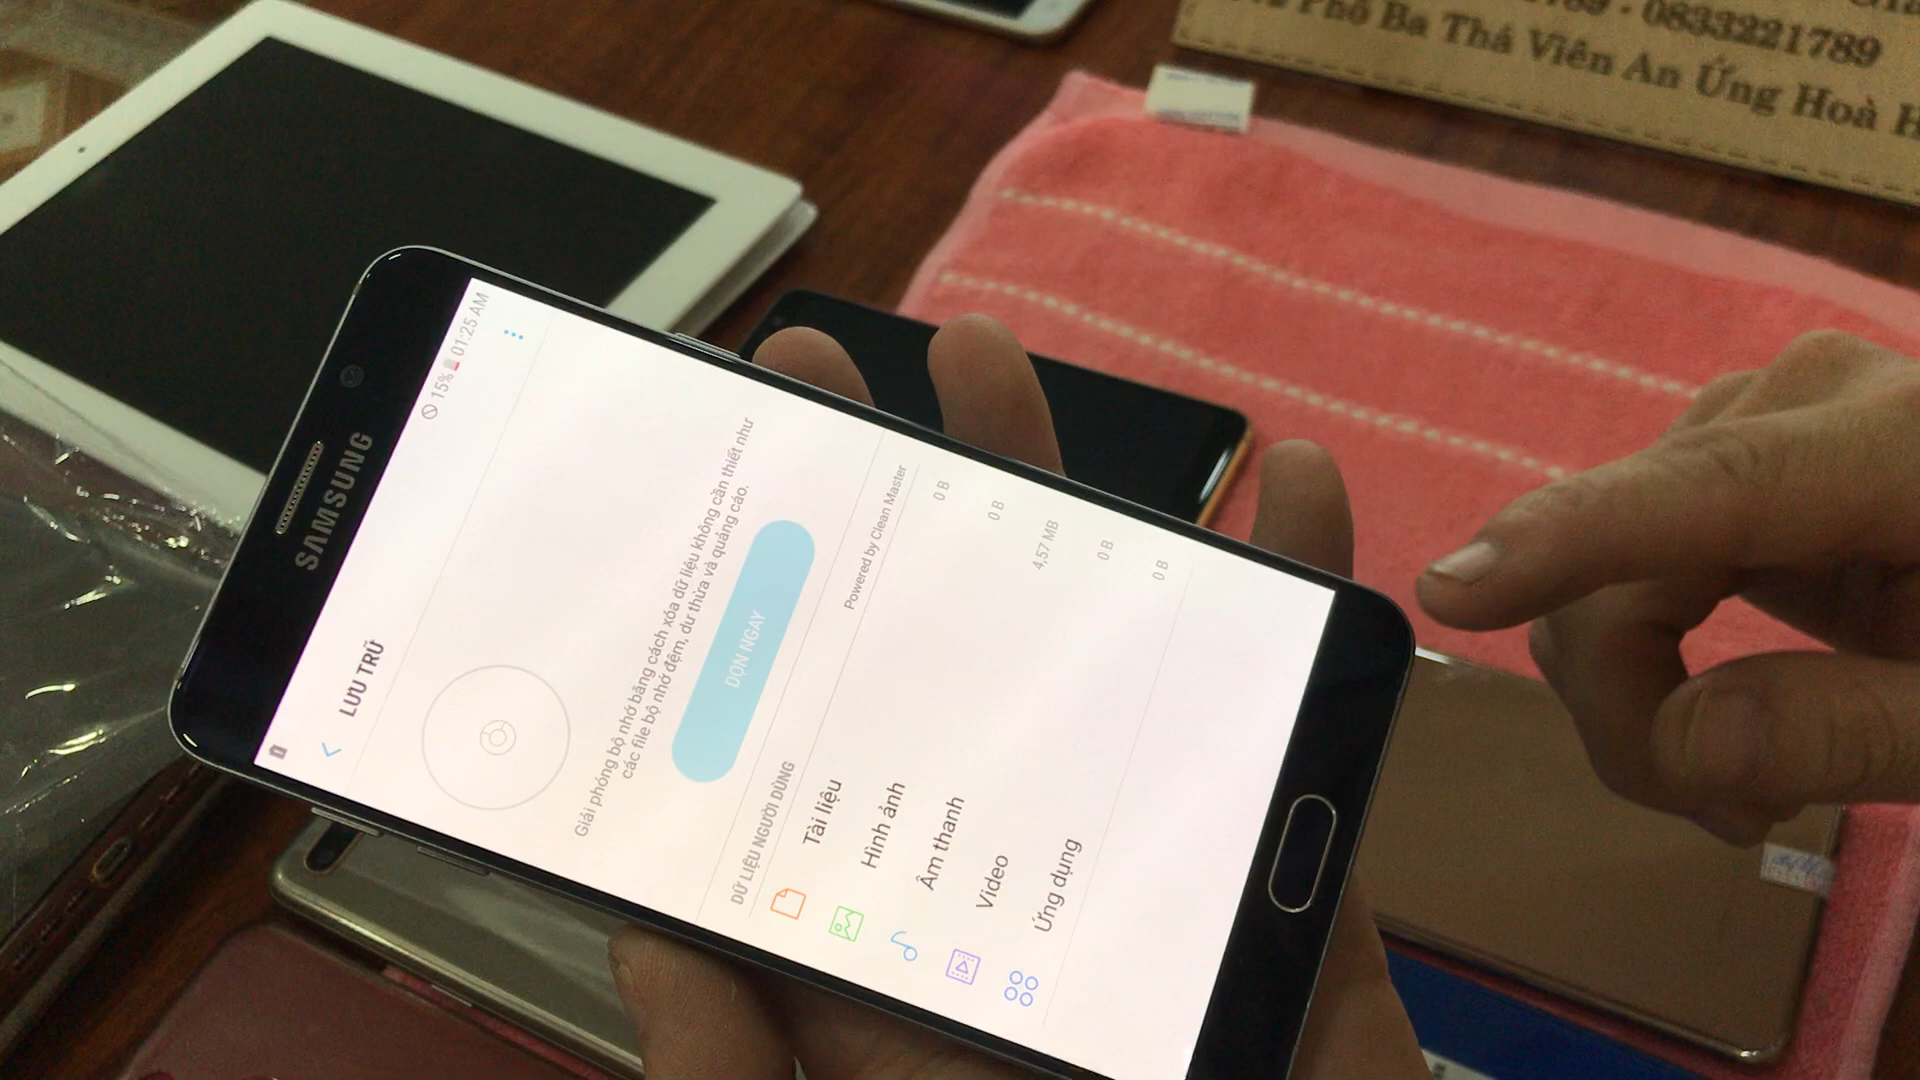 SAMSUNG
15% 01:25 AM
LƯU TRỮ
Giải phóng bộ nhớ bằng cách xóa dữ liệu không cần thiết như
các file bộ nhớ đệm, dư thừa và quảng cáo.
DỌN NGAY
Powered by Clean Master
DỮ LIỆU NGƯỜI DÙNG
Tài liệu 0 B
Hình ảnh 0 B
Âm thanh 4,57 MB
Video 0 B
Ứng dụng 0 B
789 - 0833221789
Phố Ba Thá Viên An Ứng Hoà H